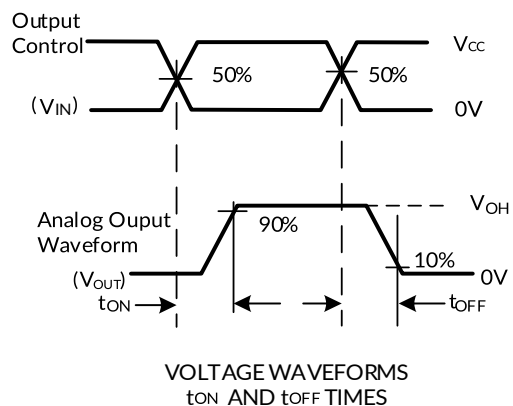 Output
Control
VCC
50%
50%
(VIN)
0V
VOH
Analog Ouput
Waveform
90%
10%
(VOUT)
0V
tON
tOFF
VOLTAGE WAVEFORMS
tON AND tOFF TIMES